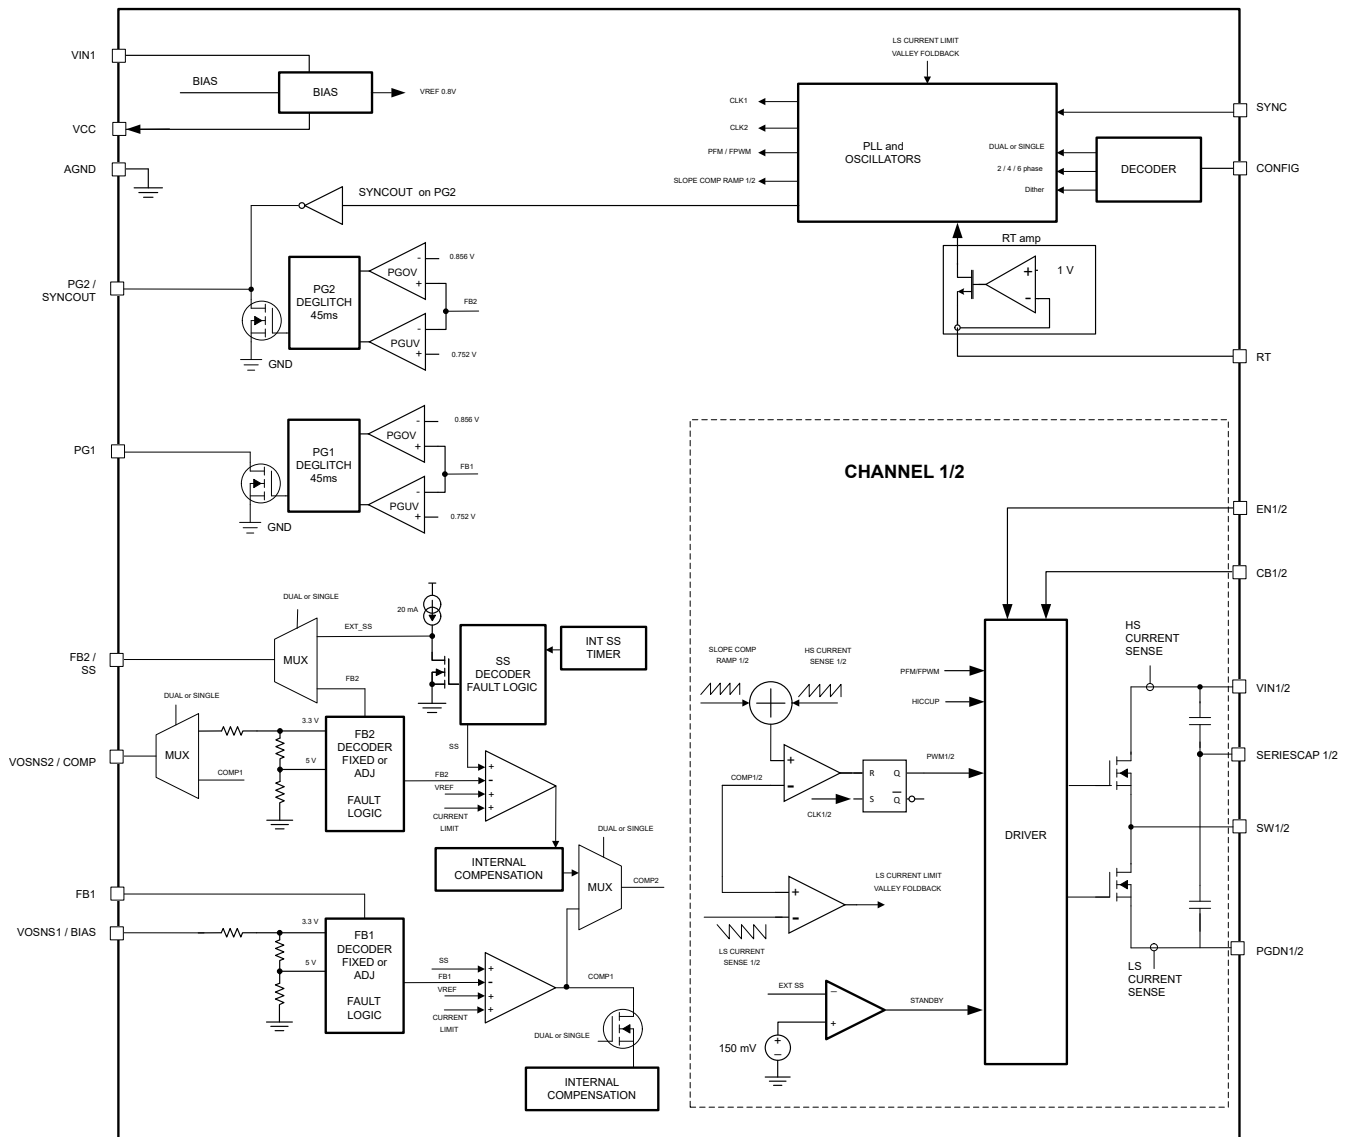 VIN1
BIAS
BIAS
VREF 0.8V
VCC
AGND
SYNCOUT on PG2
LS CURRENT LIMIT
VALLEY FOLDBACK
CLK1
CLK2
PFM / FPWM
SLOPE COMP RAMP 1/2
PLL and
OSCILLATORS
DUAL or SINGLE
2 / 4 / 6 phase
Dither
DECODER
SYNC
CONFIG
RT amp
+
-
1 V
RT
PG2 /
SYNCOUT
PG2
DEGLITCH
45ms
PGOV
-
+
0.856 V
FB2
PGUV
-
+
0.752 V
GND
PG1
PG1
DEGLITCH
45ms
PGOV
-
+
0.856 V
FB1
PGUV
-
+
0.752 V
GND
CHANNEL 1/2
EN1/2
CB1/2
DUAL or SINGLE
20 mA
EXT_SS
MUX
FB2
FB2 /
SS
SS
DECODER
FAULT LOGIC
INT SS
TIMER
DUAL or SINGLE
MUX
COMP1
VOSNS2 / COMP
3.3 V
5 V
FB2
DECODER
FIXED or
ADJ
FAULT
LOGIC
SS
FB2
VREF
CURRENT
LIMIT
+
-
+
+
INTERNAL
COMPENSATION
DUAL or SINGLE
MUX
COMP2
FB1
VOSNS1 / BIAS
3.3 V
5 V
FB1
DECODER
FIXED or
ADJ
FAULT
LOGIC
SS
FB1
VREF
CURRENT
LIMIT
+
-
+
+
COMP1
DUAL or SINGLE
INTERNAL
COMPENSATION
SLOPE COMP
RAMP 1/2
HS CURRENT
SENSE 1/2
COMP1/2
+
-
R
Q
S
Q
CLK1/2
PWM1/2
PFM/FPWM
HICCUP
+
-
LS CURRENT LIMIT
VALLEY FOLDBACK
LS CURRENT
SENSE 1/2
EXT SS
–
+
STANDBY
150 mV
+
–
DRIVER
HS
CURRENT
SENSE
VIN1/2
SERIESCAP 1/2
SW1/2
PGDN1/2
LS
CURRENT
SENSE